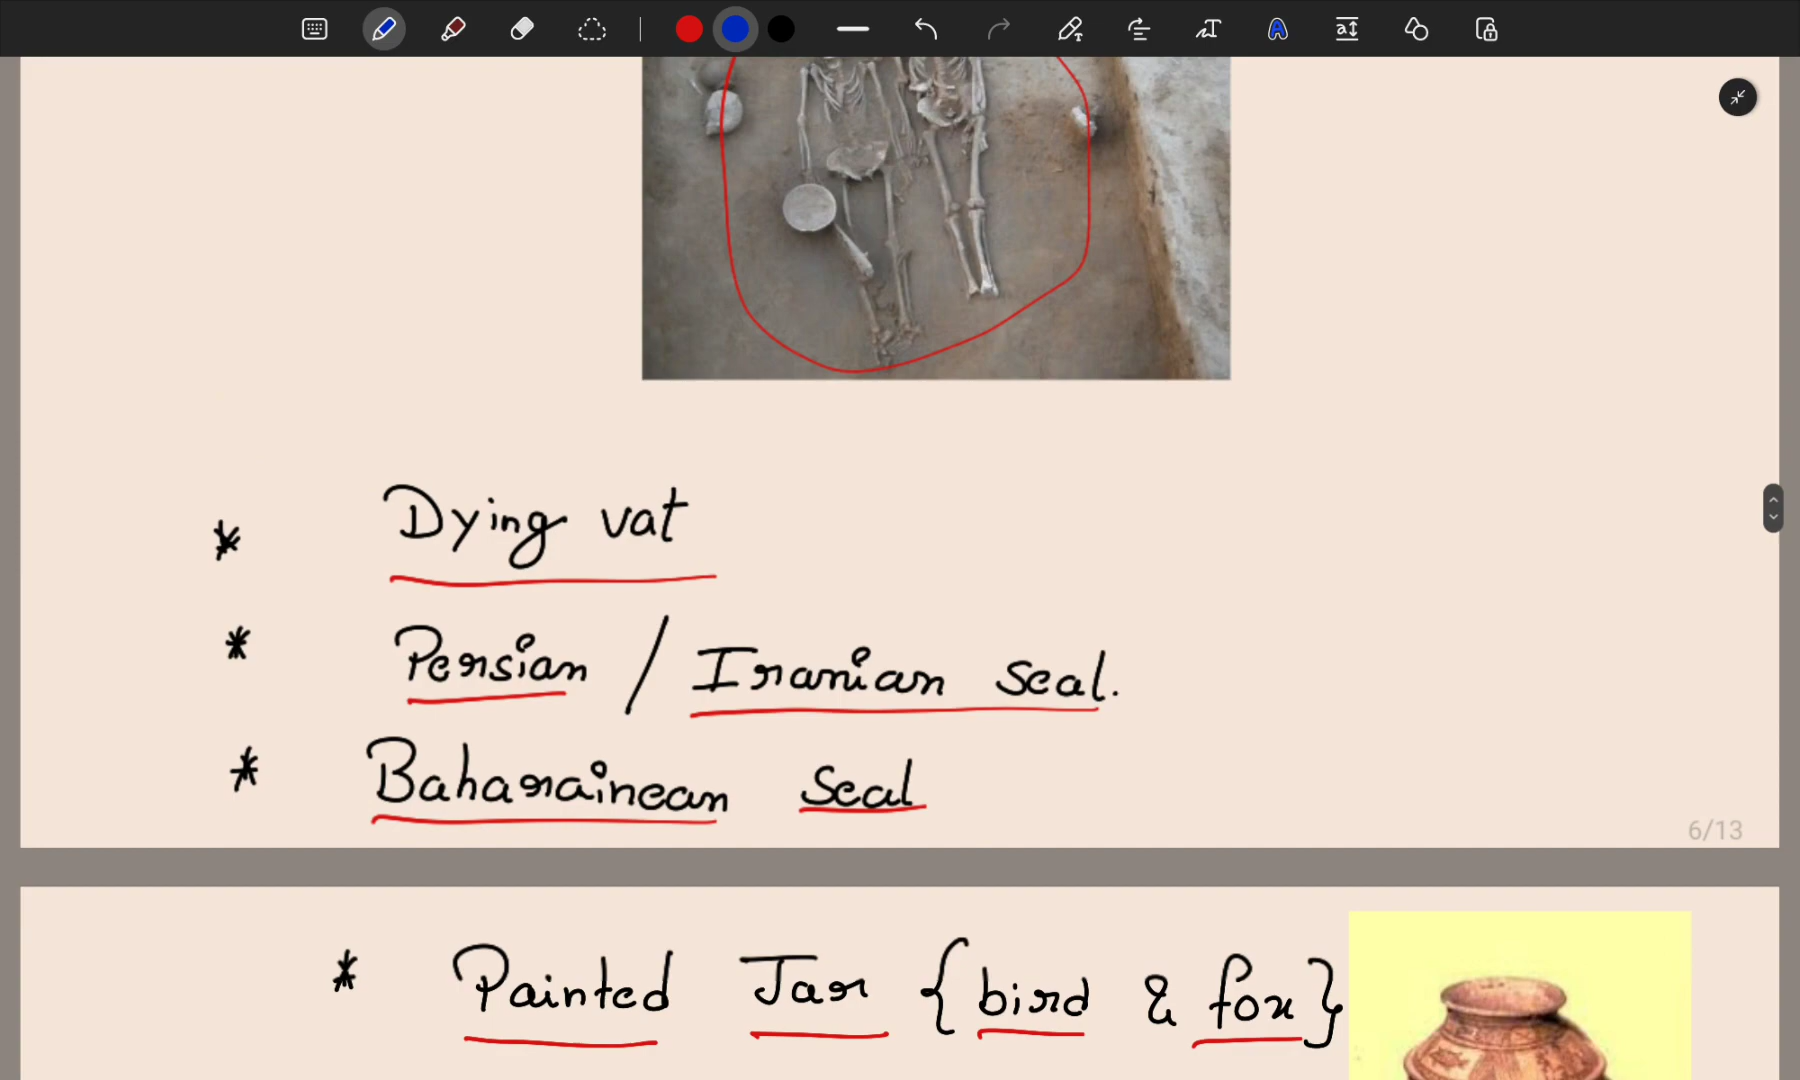 * Dying vat
* Persian / Iranian seal.
* Baharainean seal
6/13
* Painted Jar {bird & fox}